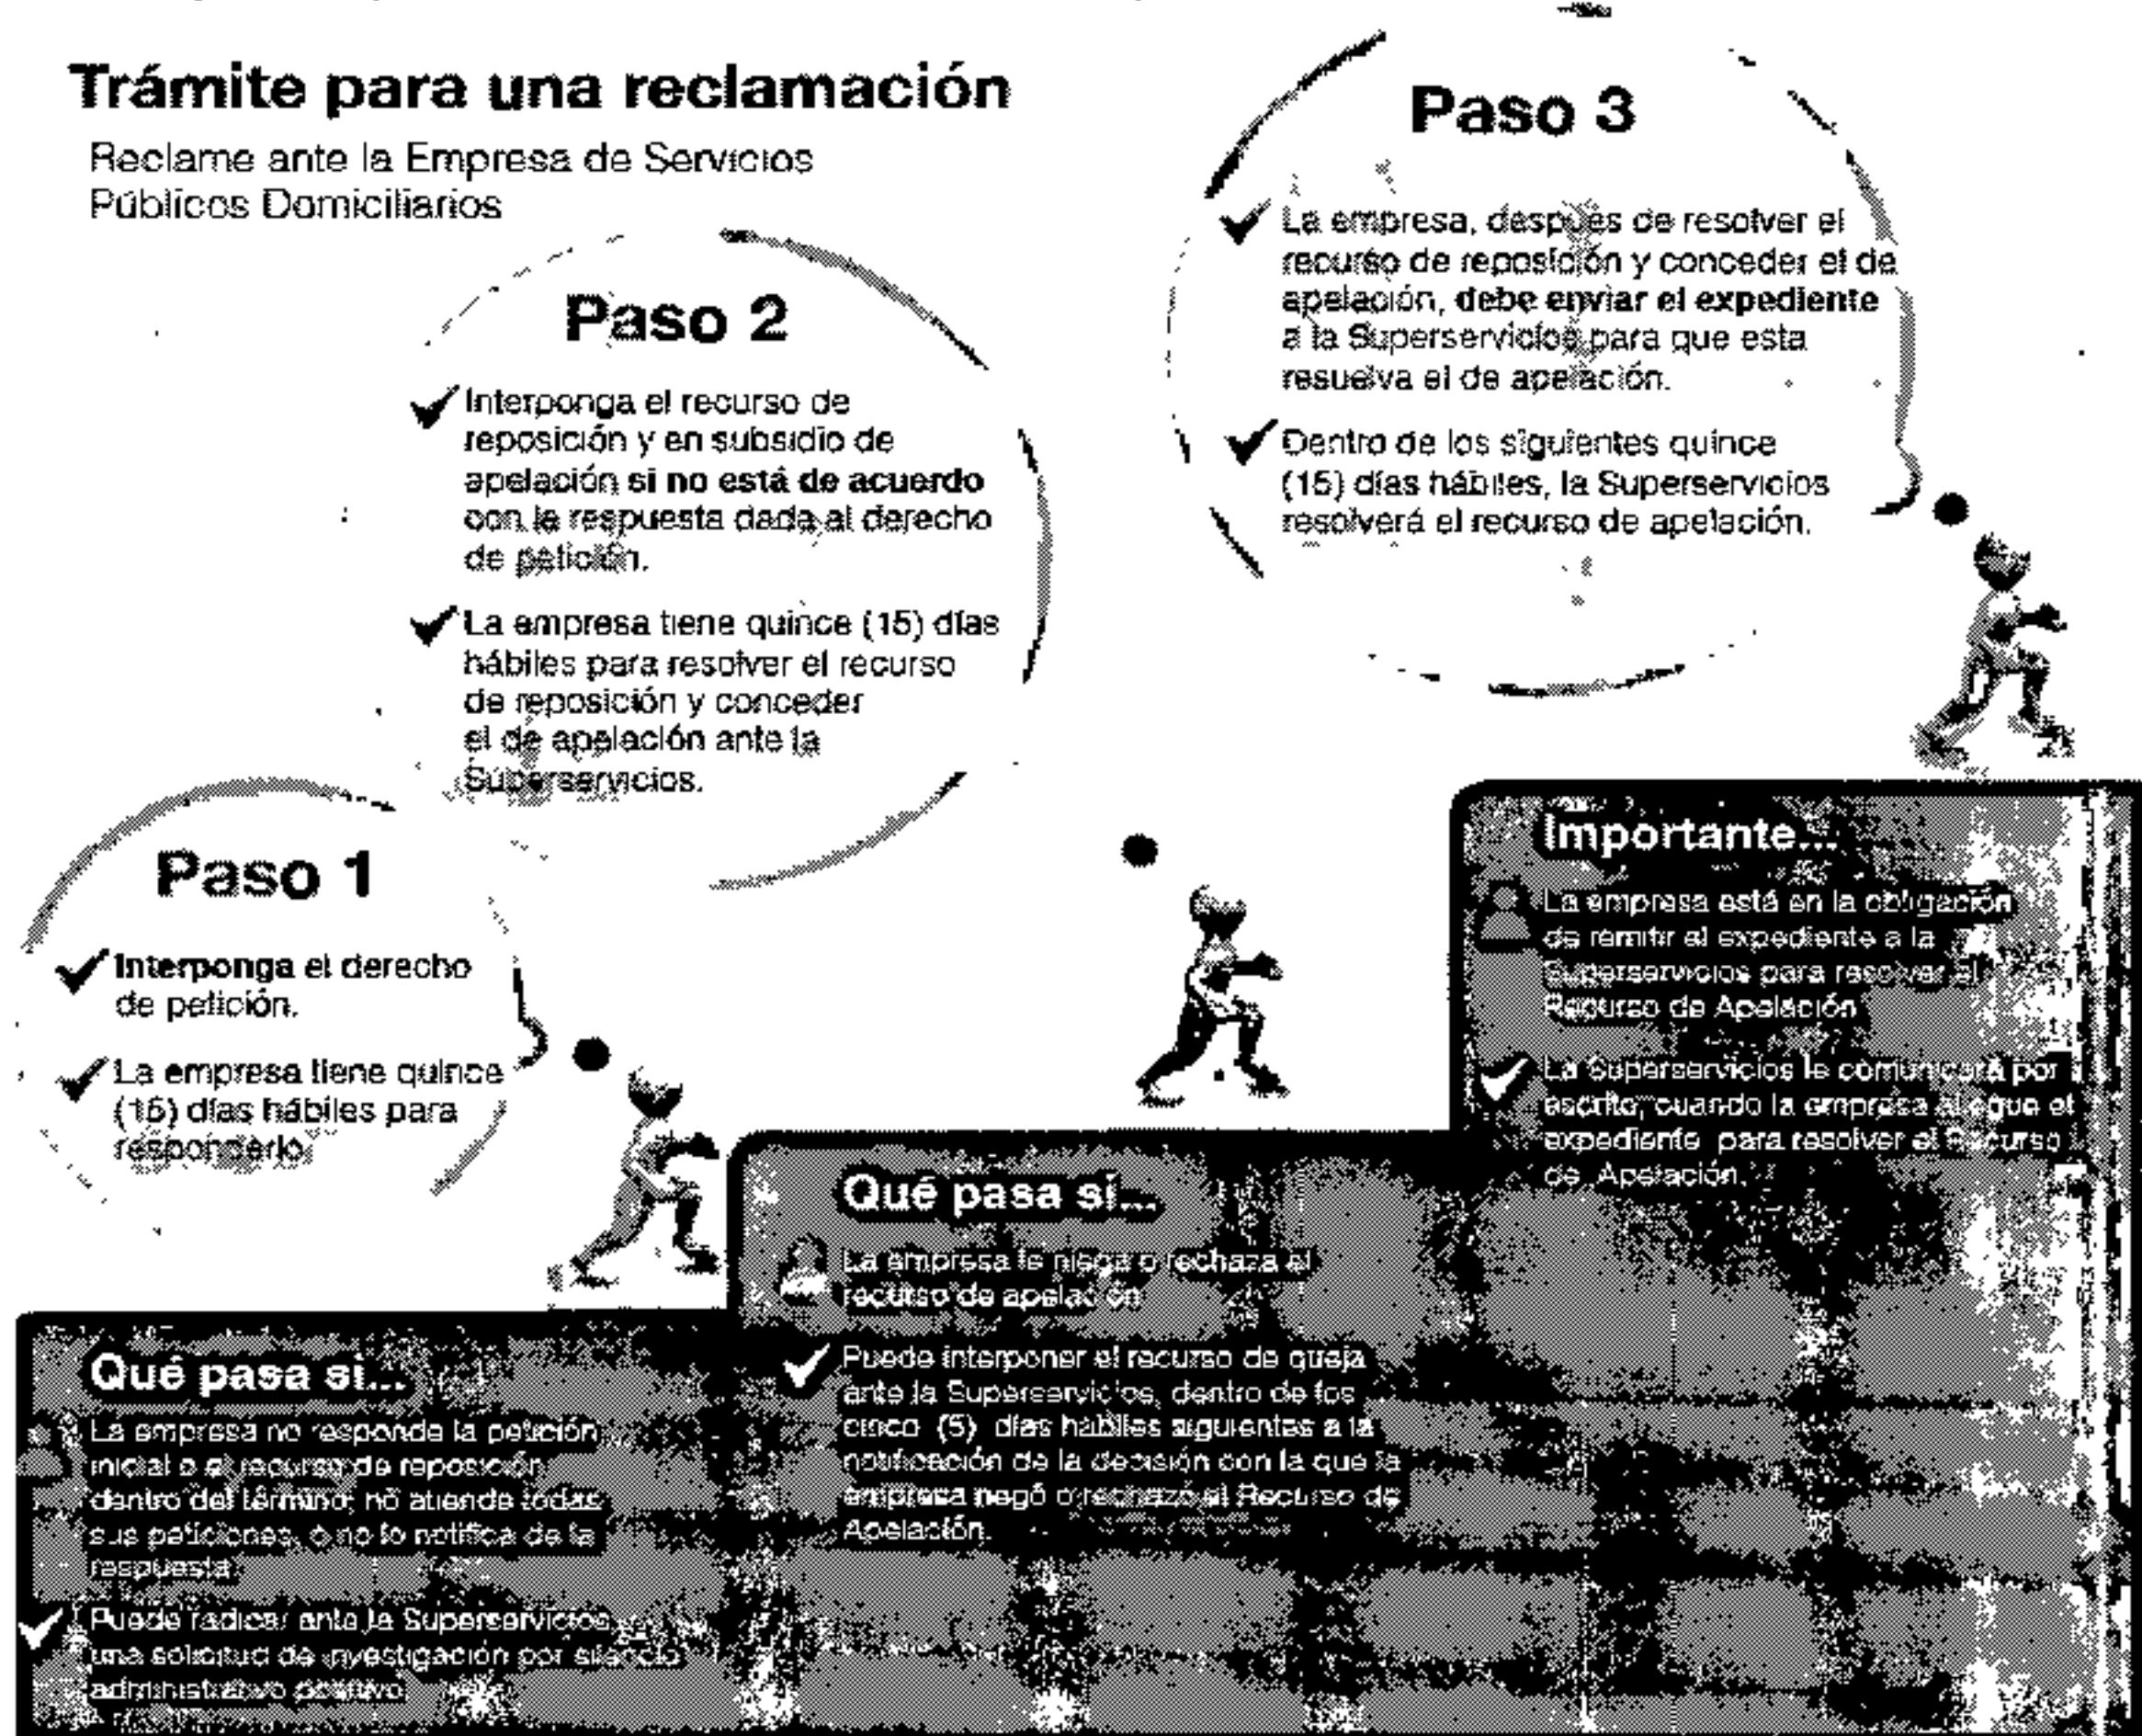 Trámite para una reclamación
Reclame ante la Empresa de Servicios
Públicos Domiciliarios
Paso 1
Interponga el derecho
de petición.
La empresa tiene quince
(15) días hábiles para
responderlo.
Paso 2
Interponga el recurso de
reposición y en subsidio de
apelación si no está de acuerdo
con la respuesta dada al derecho
de petición.
La empresa tiene quince (15) días
hábiles para resolver el recurso
de reposición y conceder
el de apelación ante la
Superservicios.
Paso 3
La empresa, después de resolver el
recurso de reposición y conceder el de
apelación, debe enviar el expediente
a la Superservicios para que esta
resuelva el de apelación.
Dentro de los siguientes quince
(15) días hábiles, la Superservicios
resolverá el recurso de apelación.
Qué pasa si...
La empresa no responde la petición
inicial o el recurso de reposición
dentro del término, no atiende todas
sus peticiones, o no lo notifica de la
respuesta.
Puede radicar ante la Superservicios
una solicitud de investigación por silencio
administrativo positivo.
Qué pasa si...
La empresa le niega o rechaza el
recurso de apelación
Puede interponer el recurso de queja
ante la Superservicios, dentro de los
cinco (5) días hábiles siguientes a la
notificación de la decisión con la que la
empresa negó o rechazó el Recurso de
Apelación.
Importante...
La empresa está en la obligación
de remitir el expediente a la
Superservicios para resolver el
Recurso de Apelación
La Superservicios le comunicará por
escrito, cuando la empresa allegue el
expediente para resolver el Recurso
de Apelación.